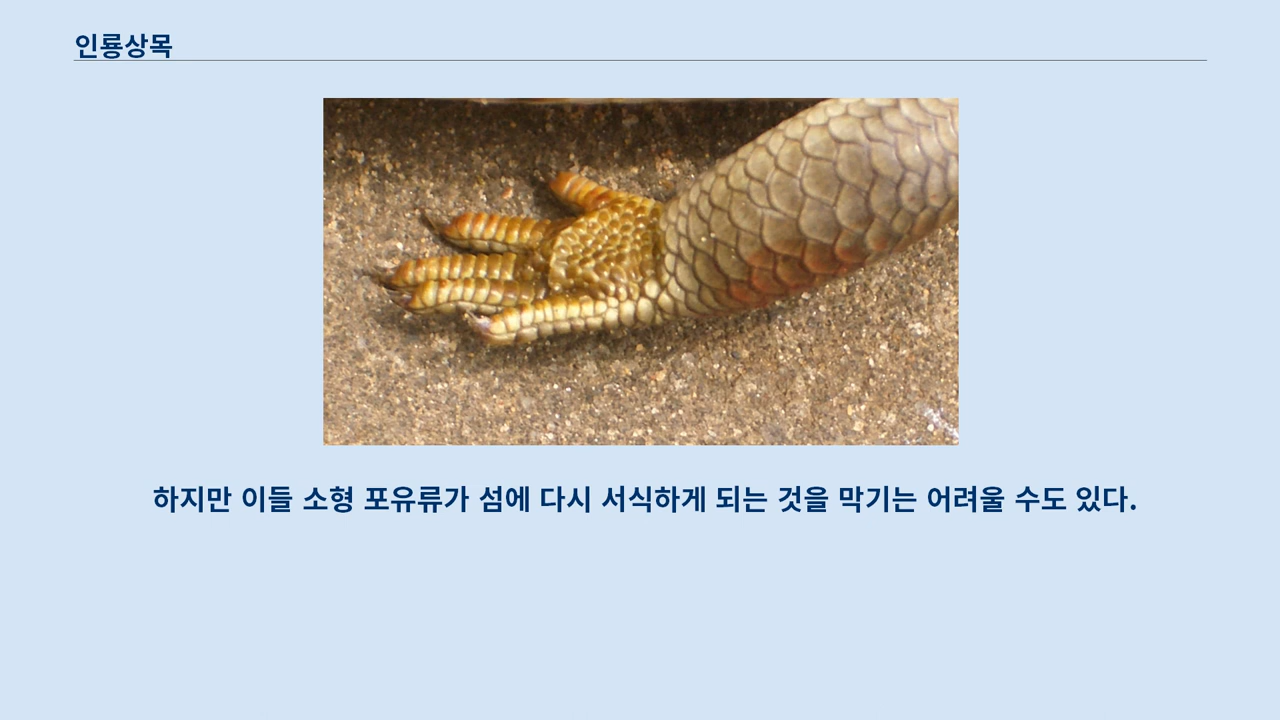 인룡상목
하지만 이들 소형 포유류가 섬에 다시 서식하게 되는 것을 막기는 어려울 수도 있다.